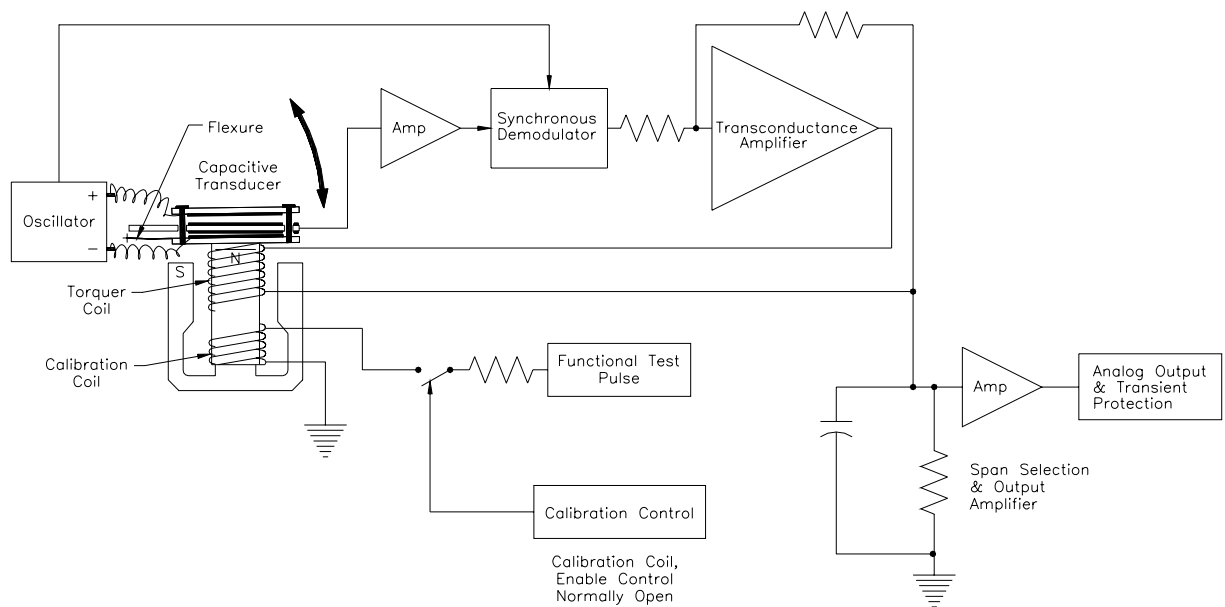 Flexure
Capacitive
Transducer
Oscillator
+
−
N
S
Torquer
Coil
Calibration
Coil
Amp
Synchronous
Demodulator
Transconductance
Amplifier
Functional Test
Pulse
Calibration Control
Calibration Coil,
Enable Control
Normally Open
Amp
Analog Output
& Transient
Protection
Span Selection
& Output
Amplifier